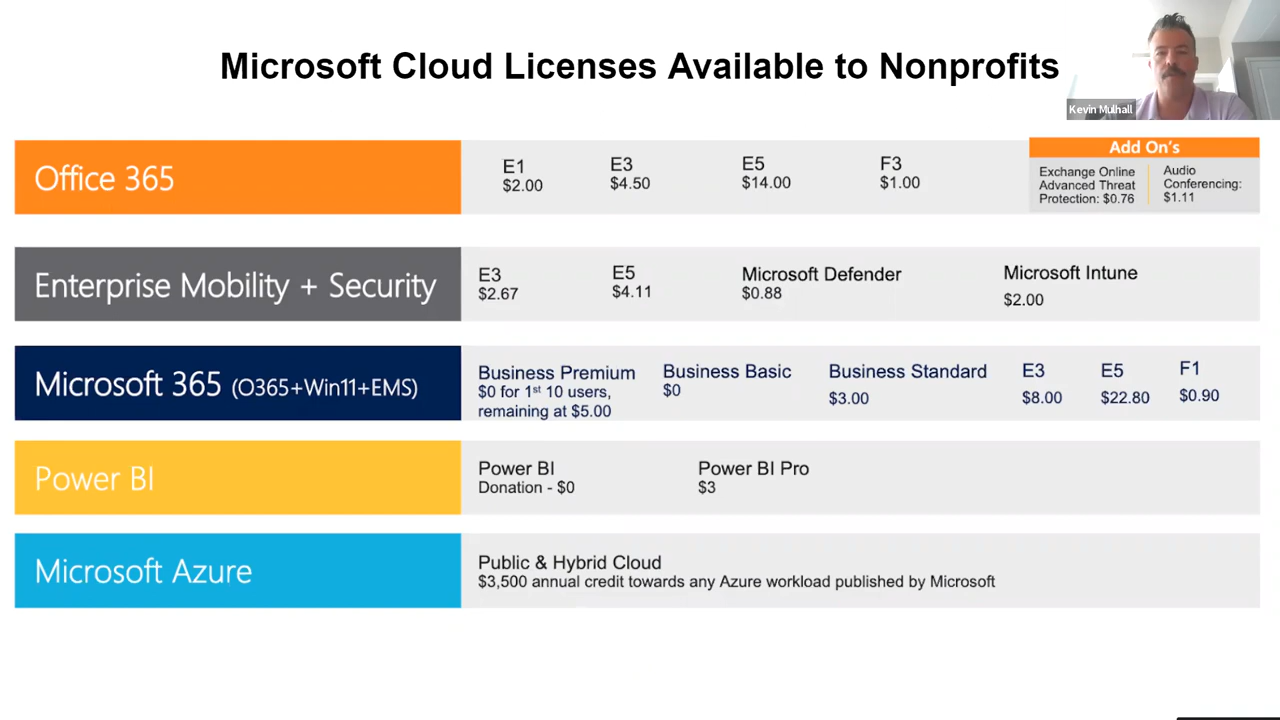 Microsoft Cloud Licenses Available to Nonprofits
Kevin Mulhall
Office 365
E1
$2.00
E3
$4.50
E5
$14.00
F3
$1.00
Add On's
Exchange Online
Advanced Threat
Protection: $0.76
Audio
Conferencing:
$1.11
Enterprise Mobility + Security
E3
$2.67
E5
$4.11
Microsoft Defender
$0.88
Microsoft Intune
$2.00
Microsoft 365 (O365+Win11+EMS)
Business Premium
$0 for 1st 10 users,
remaining at $5.00
Business Basic
$0
Business Standard
$3.00
E3
$8.00
E5
$22.80
F1
$0.90
Power BI
Power BI
Donation - $0
Power BI Pro
$3
Microsoft Azure
Public & Hybrid Cloud
$3,500 annual credit towards any Azure workload published by Microsoft